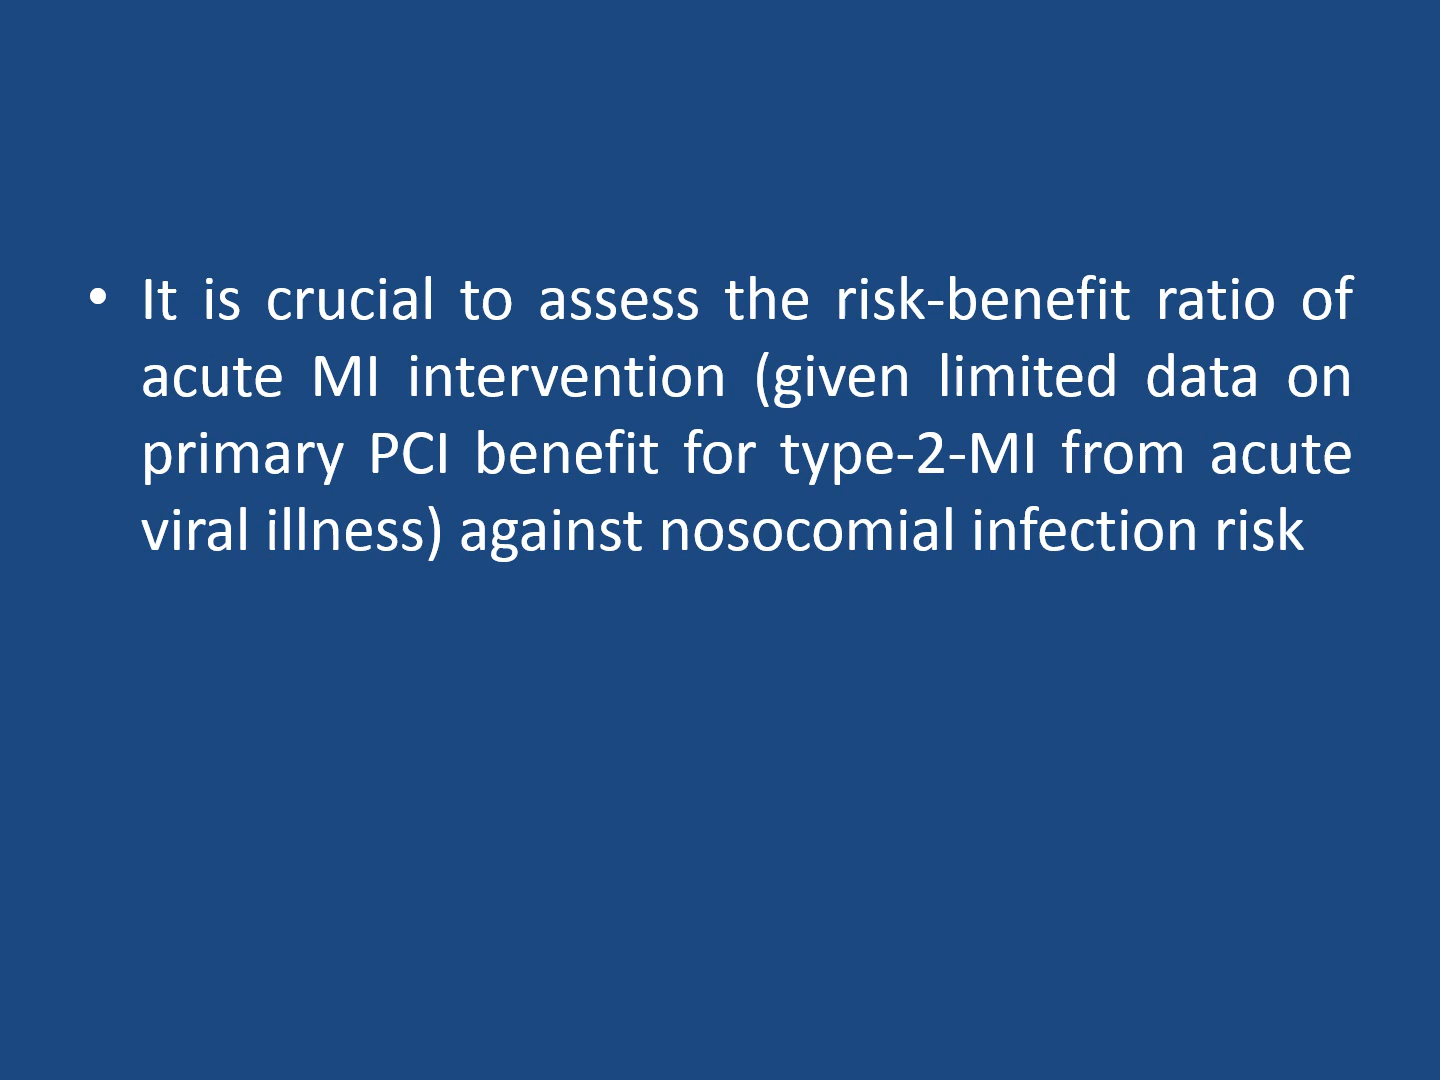 • It is crucial to assess the risk-benefit ratio of
acute MI intervention (given limited data on
primary PCI benefit for type-2-MI from acute
viral illness) against nosocomial infection risk